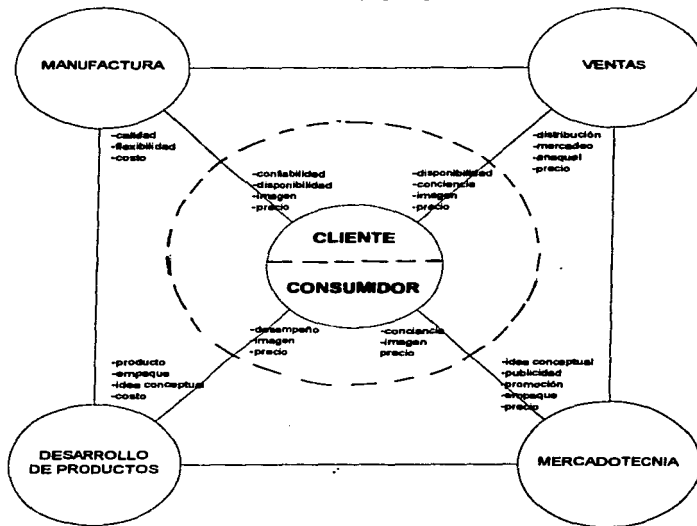 MANUFACTURA
VENTAS
-calidad
-flexibilidad
-costo
-distribución
-mercadeo
-anaquel
-precio
-confiabilidad
-disponibilidad
-imagen
-precio
-disponibilidad
-conciencia
-imagen
-precio
CLIENTE
CONSUMIDOR
-desempeño
-imagen
-precio
-conciencia
-imagen
precio
-producto
-empaque
-idea conceptual
-costo
-idea conceptual
-publicidad
-promoción
-empaque
-precio
DESARROLLO
DE PRODUCTOS
MERCADOTECNIA